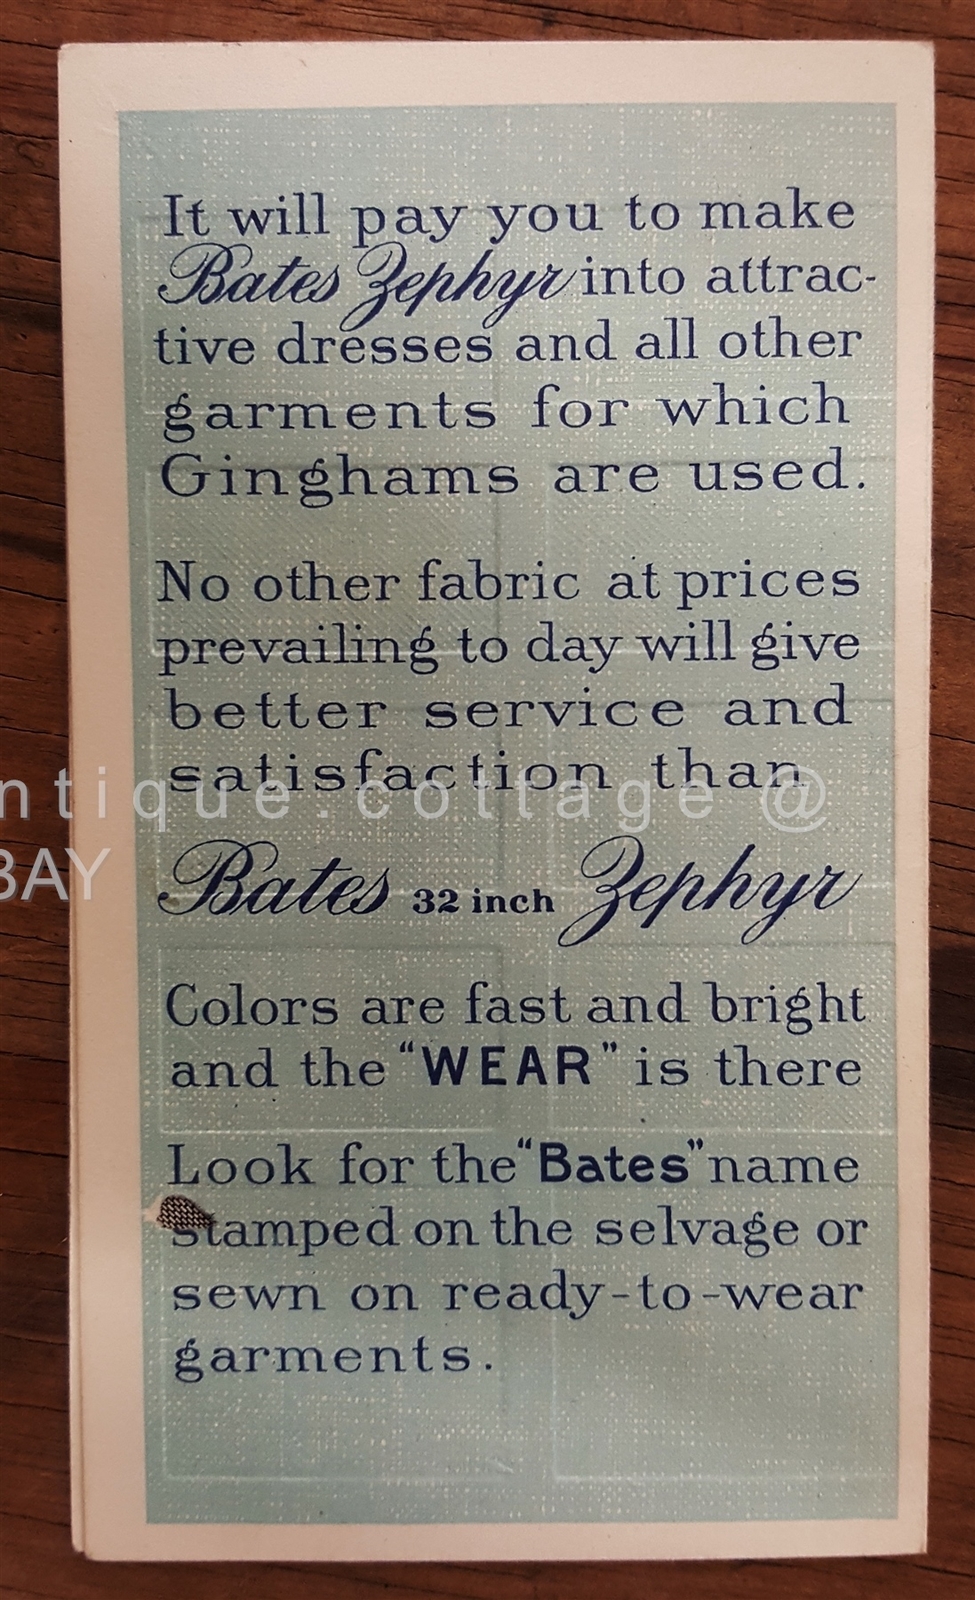 It will pay you to make
Bates Zephyr into attrac-
tive dresses and all other
garments for which
Ginghams are used.
No other fabric at prices
prevailing to day will give
better service and
satisfaction than
ntique.cottage @
BAY
Bates 32 inch Zephyr
Colors are fast and bright
and the "WEAR" is there
Look for the "Bates" name
stamped on the selvage or
sewn on ready-to-wear
garments.